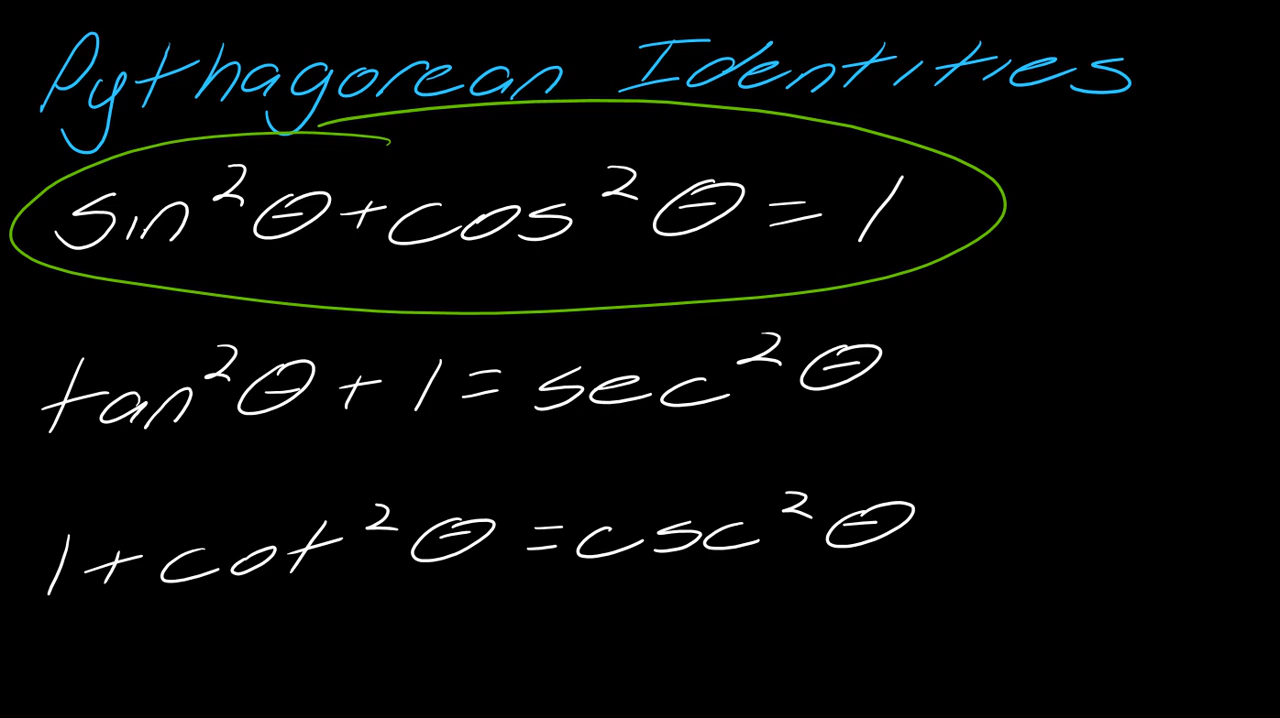 Pythagorean Identities
sin²θ+cos²θ=1
tan²θ+1=sec²θ
1+cot²θ=csc²θ